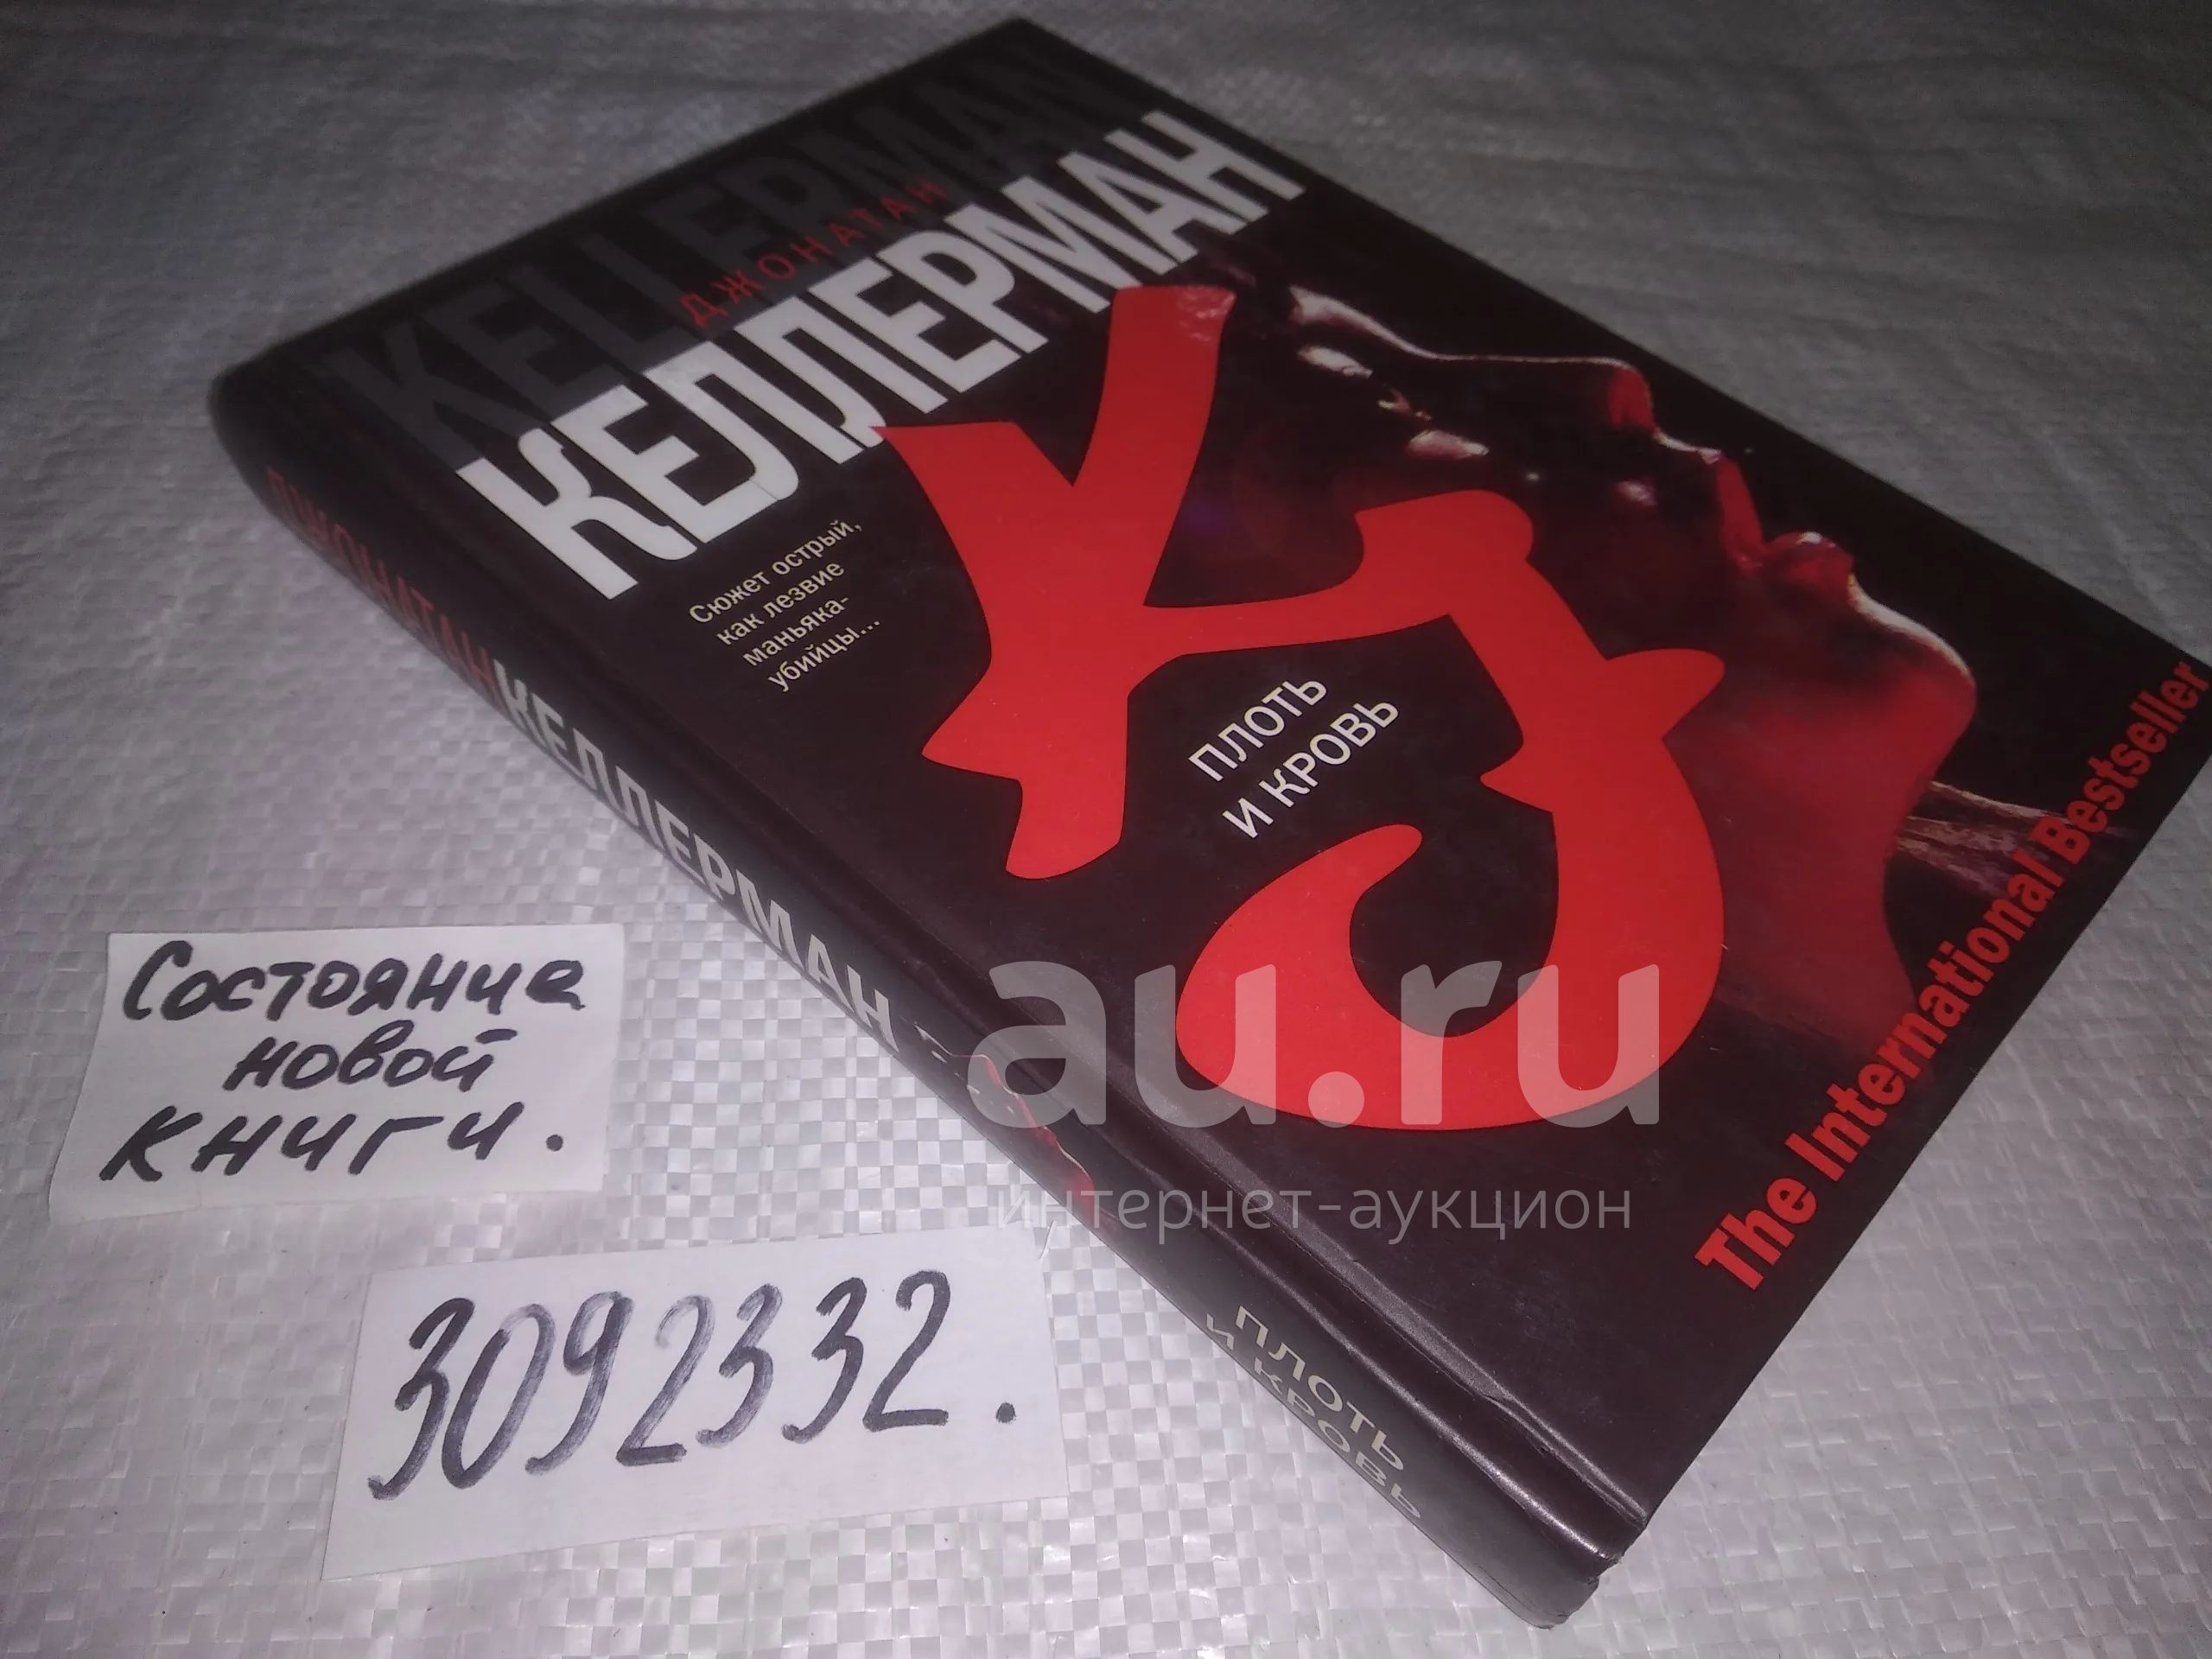 KELLERMAN
ДЖОНАТАН
КЕЛЛЕРМАН
Сюжет острый,
как лезвие
маньяка-
убийцы...
ПЛОТЬ
И КРОВЬ
The International Bestseller
ДЖОНАТАН КЕЛЛЕРМАН
ПЛОТЬ
И КРОВЬ
Состояние
новой
книги.
3092332.
au.ru
интернет-аукцион